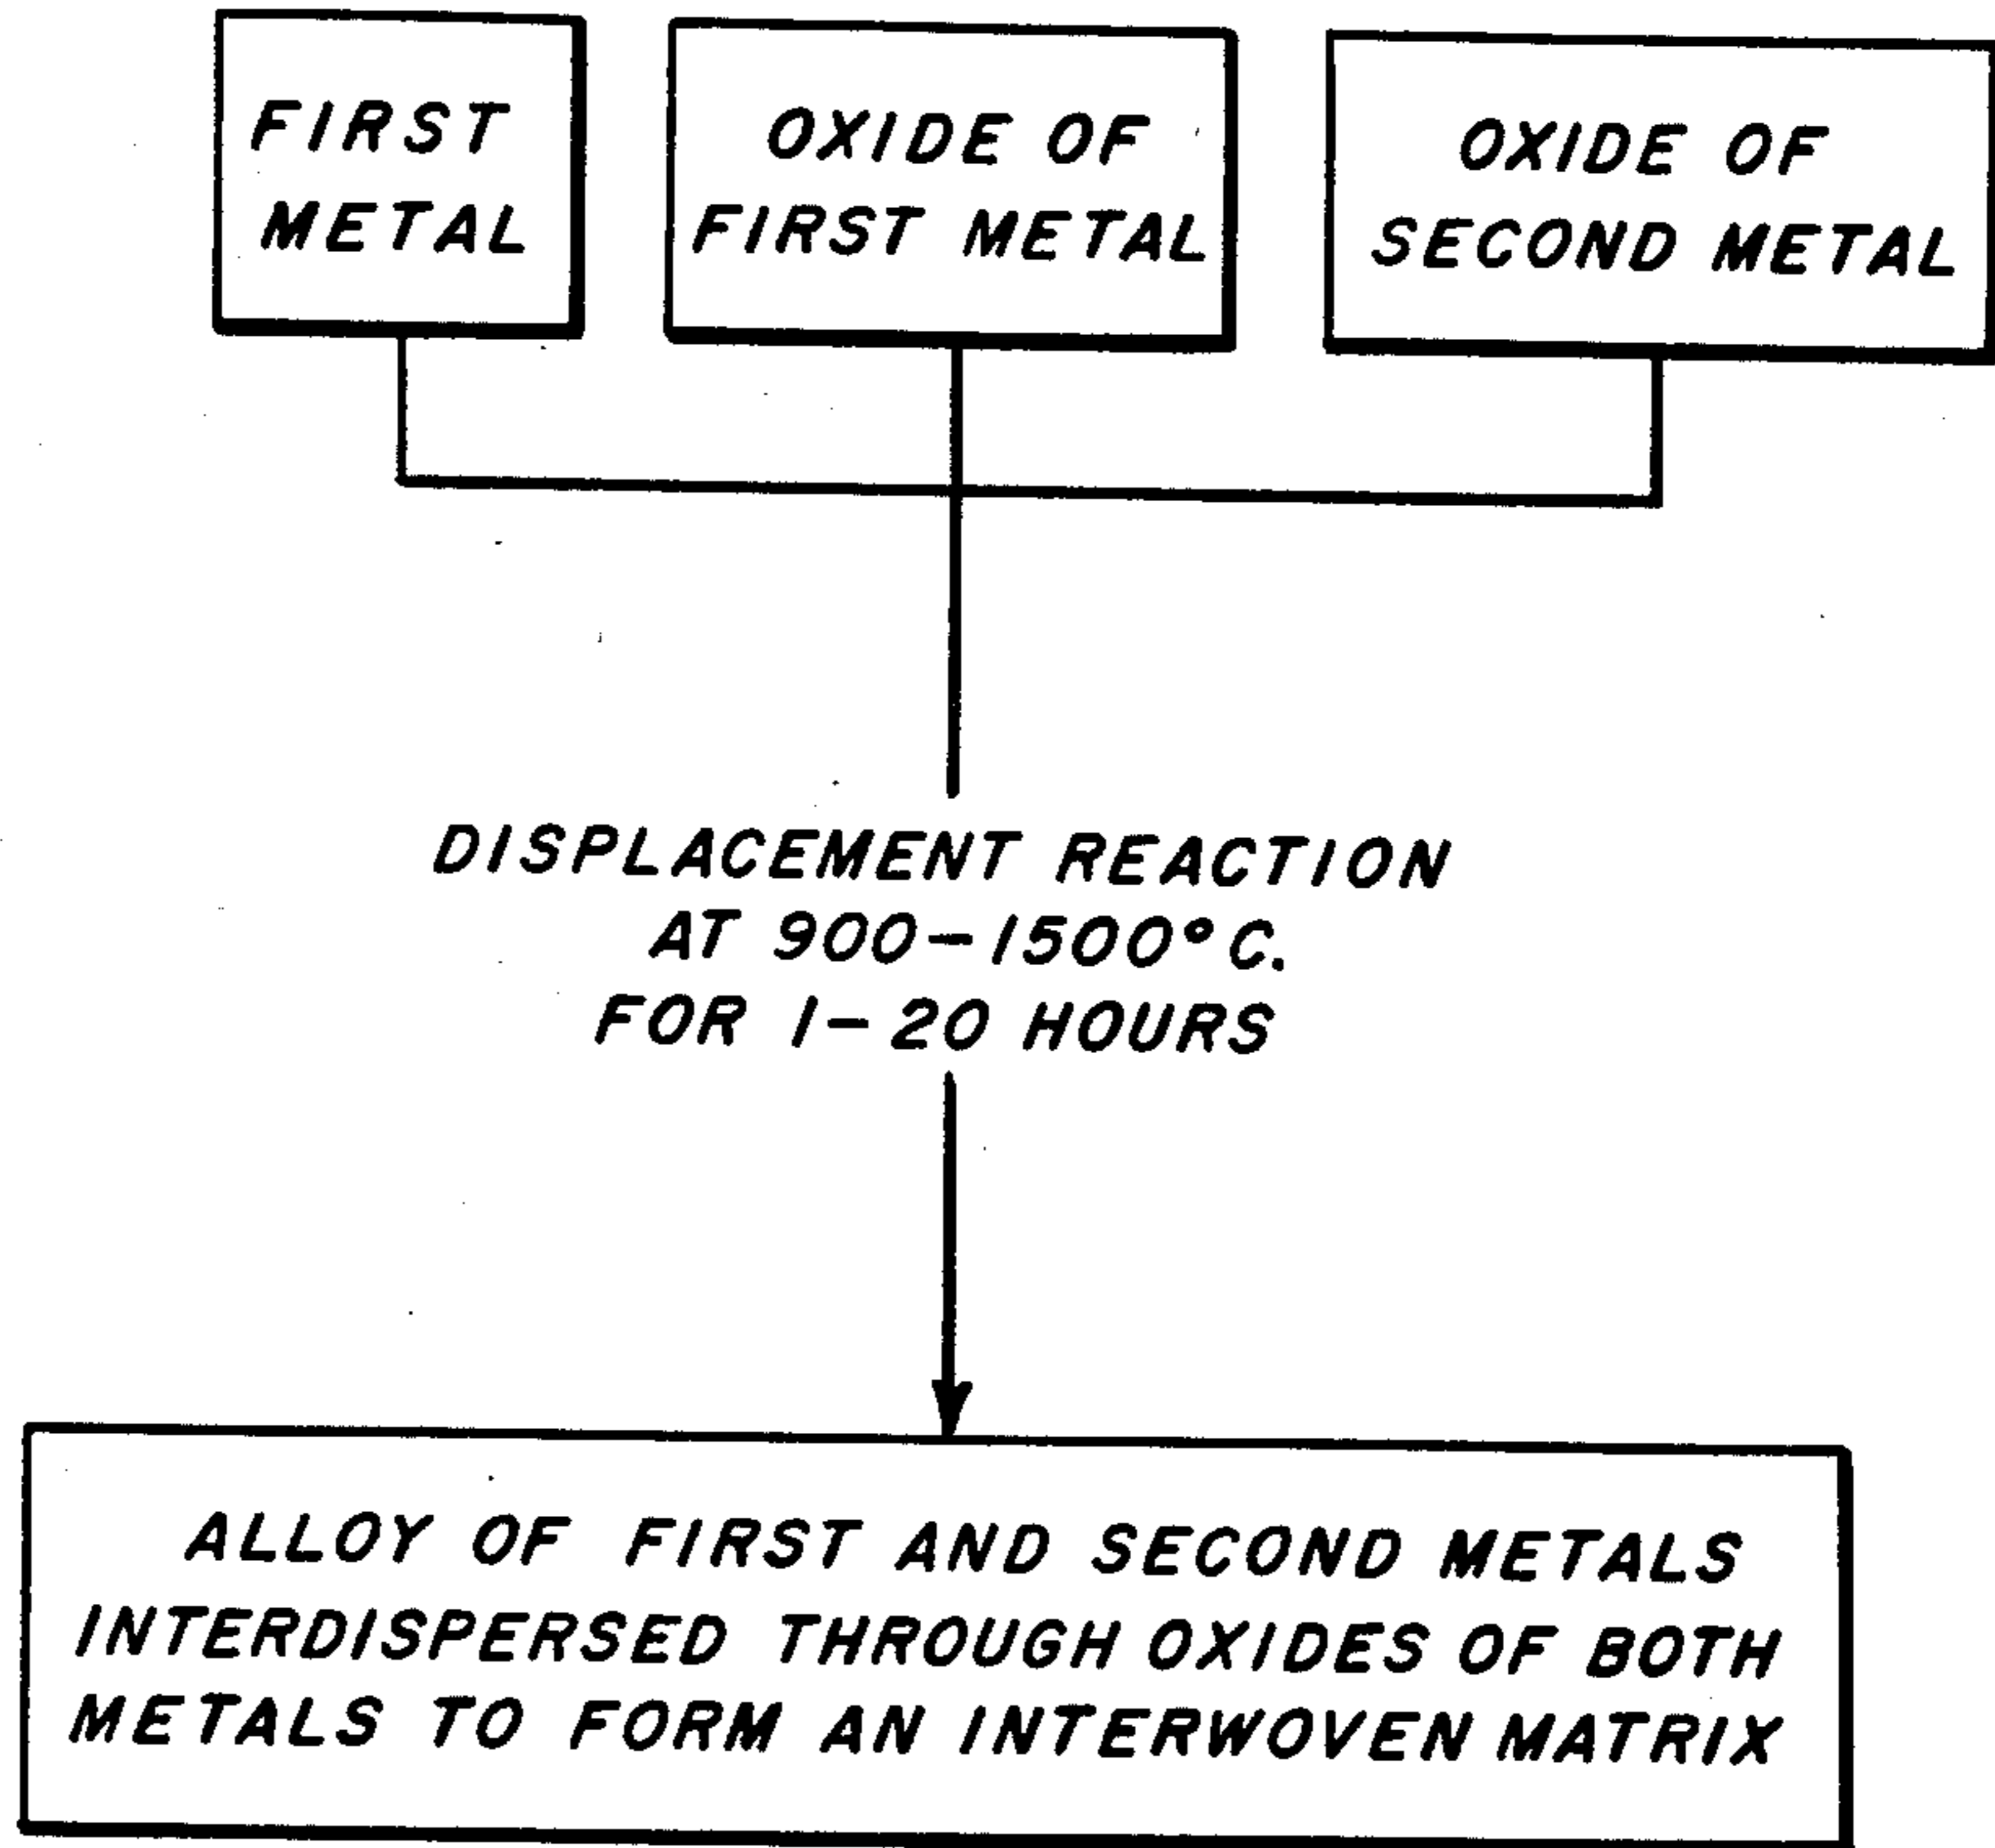 FIRST
METAL
OXIDE OF
FIRST METAL
OXIDE OF
SECOND METAL
DISPLACEMENT REACTION
AT 900-1500°C.
FOR 1-20 HOURS
ALLOY OF FIRST AND SECOND METALS
INTERDISPERSED THROUGH OXIDES OF BOTH
METALS TO FORM AN INTERWOVEN MATRIX